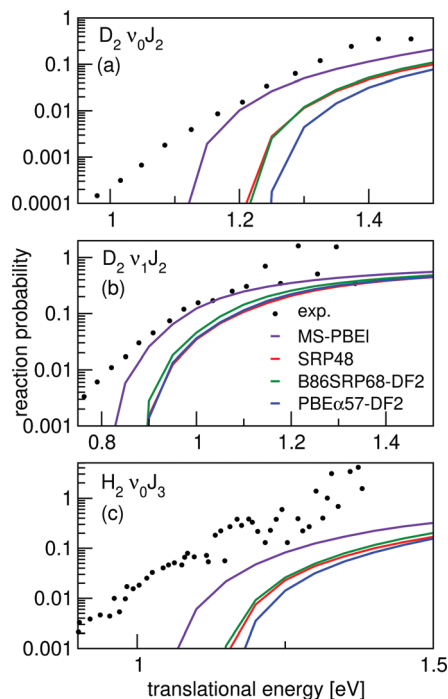 D2 ν0J2
(a)
1
0.1
0.01
0.001
0.0001
1
1.2
1.4
reaction probability
D2 ν1J2
(b)
1
0.1
0.01
0.001
exp.
MS-PBEl
SRP48
B86SRP68-DF2
PBEα57-DF2
0.8
1
1.2
1.4
H2 ν0J3
(c)
1
0.1
0.01
0.001
1
1.5
translational energy [eV]